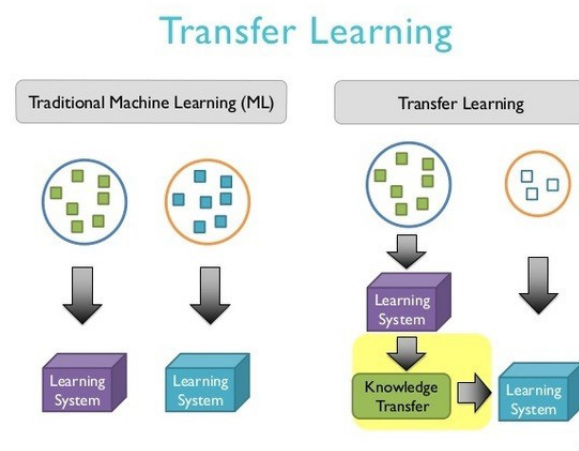 Transfer Learning
Traditional Machine Learning (ML)
Transfer Learning
Learning
System
Learning
System
Learning
System
Knowledge
Transfer
Learning
System